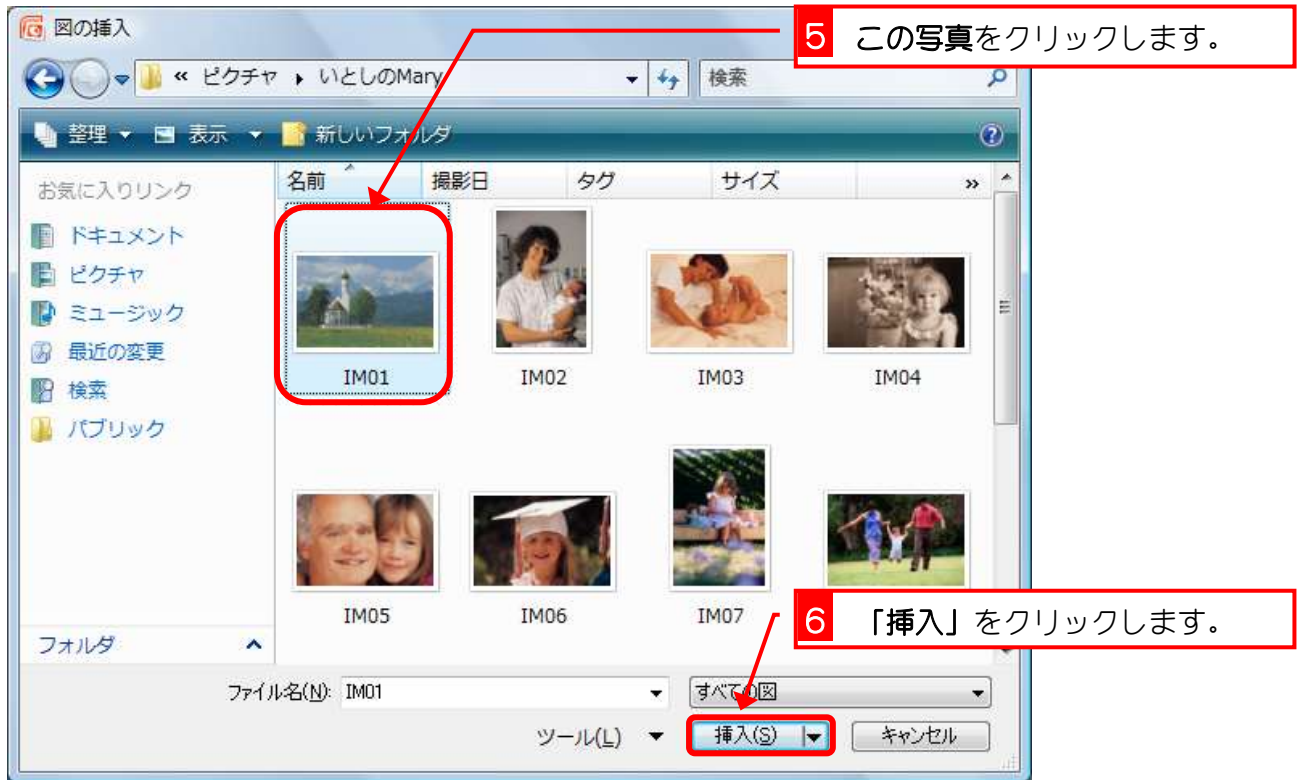 図の挿入
5 この写真をクリックします。
« ピクチャ ▸ いとしのMary
検索
整理 ▼ 表示 ▼ 新しいフォルダ
お気に入りリンク
名前 撮影日 タグ サイズ »
ドキュメント
ピクチャ
ミュージック
最近の変更
検索
パブリック
IM01 IM02 IM03 IM04
IM05 IM06 IM07
6 「挿入」をクリックします。
フォルダ
ファイル名(N): IM01
すべての図
ツール(L) ▼ 挿入(S) ▼ キャンセル